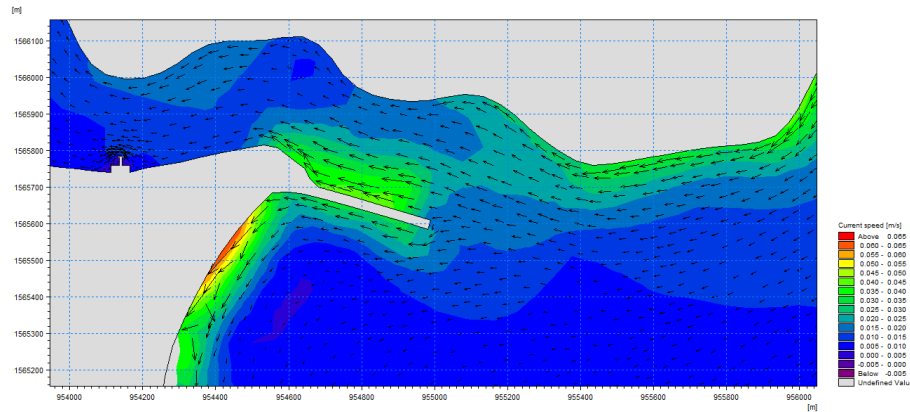 [m]
1566100
1566000
1565900
1565800
1565700
1565600
1565500
1565400
1565300
1565200
954000 954200 954400 954600 954800 955000 955200 955400 955600 955800 956000
[m]
Current speed [m/s]
Above 0.065
0.060 - 0.065
0.055 - 0.060
0.050 - 0.055
0.045 - 0.050
0.040 - 0.045
0.035 - 0.040
0.030 - 0.035
0.025 - 0.030
0.020 - 0.025
0.015 - 0.020
0.010 - 0.015
0.005 - 0.010
0.000 - 0.005
-0.005 - 0.000
Below -0.005
Undefined Valu